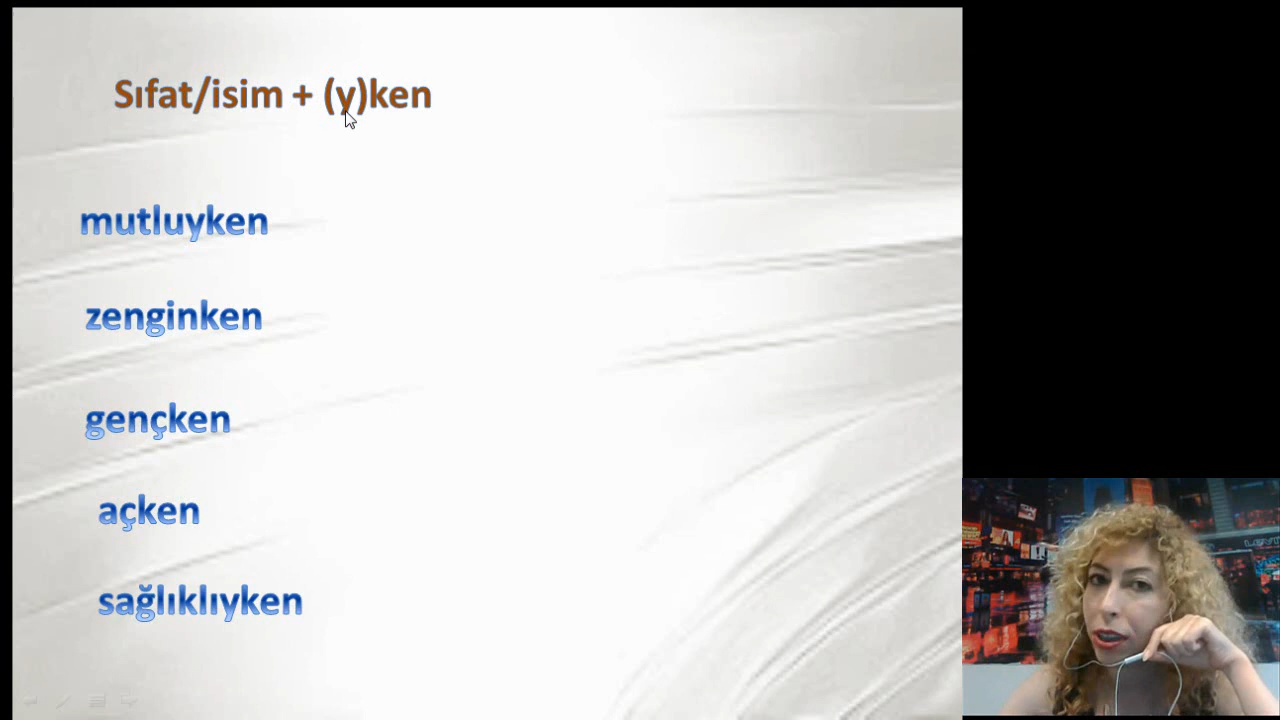 Sıfat/isim + (y)ken
mutluyken
zenginken
gençken
açken
sağlıklıyken